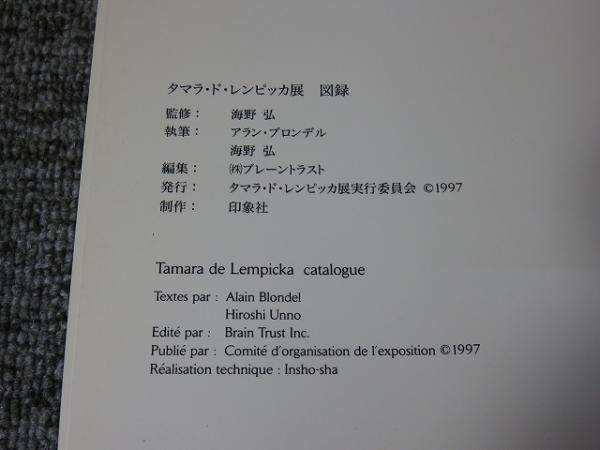 タマラ・ド・レンピッカ展　図録
監修：　海野 弘
執筆：　アラン・ブロンデル
海野 弘
編集：　㈱ブレーントラスト
発行：　タマラ・ド・レンピッカ展実行委員会 ©1997
制作：　印象社
Tamara de Lempicka catalogue
Textes par : Alain Blondel
Hiroshi Unno
Edité par : Brain Trust Inc.
Publié par : Comité d'organisation de l'exposition ©1997
Réalisation technique : Insho-sha